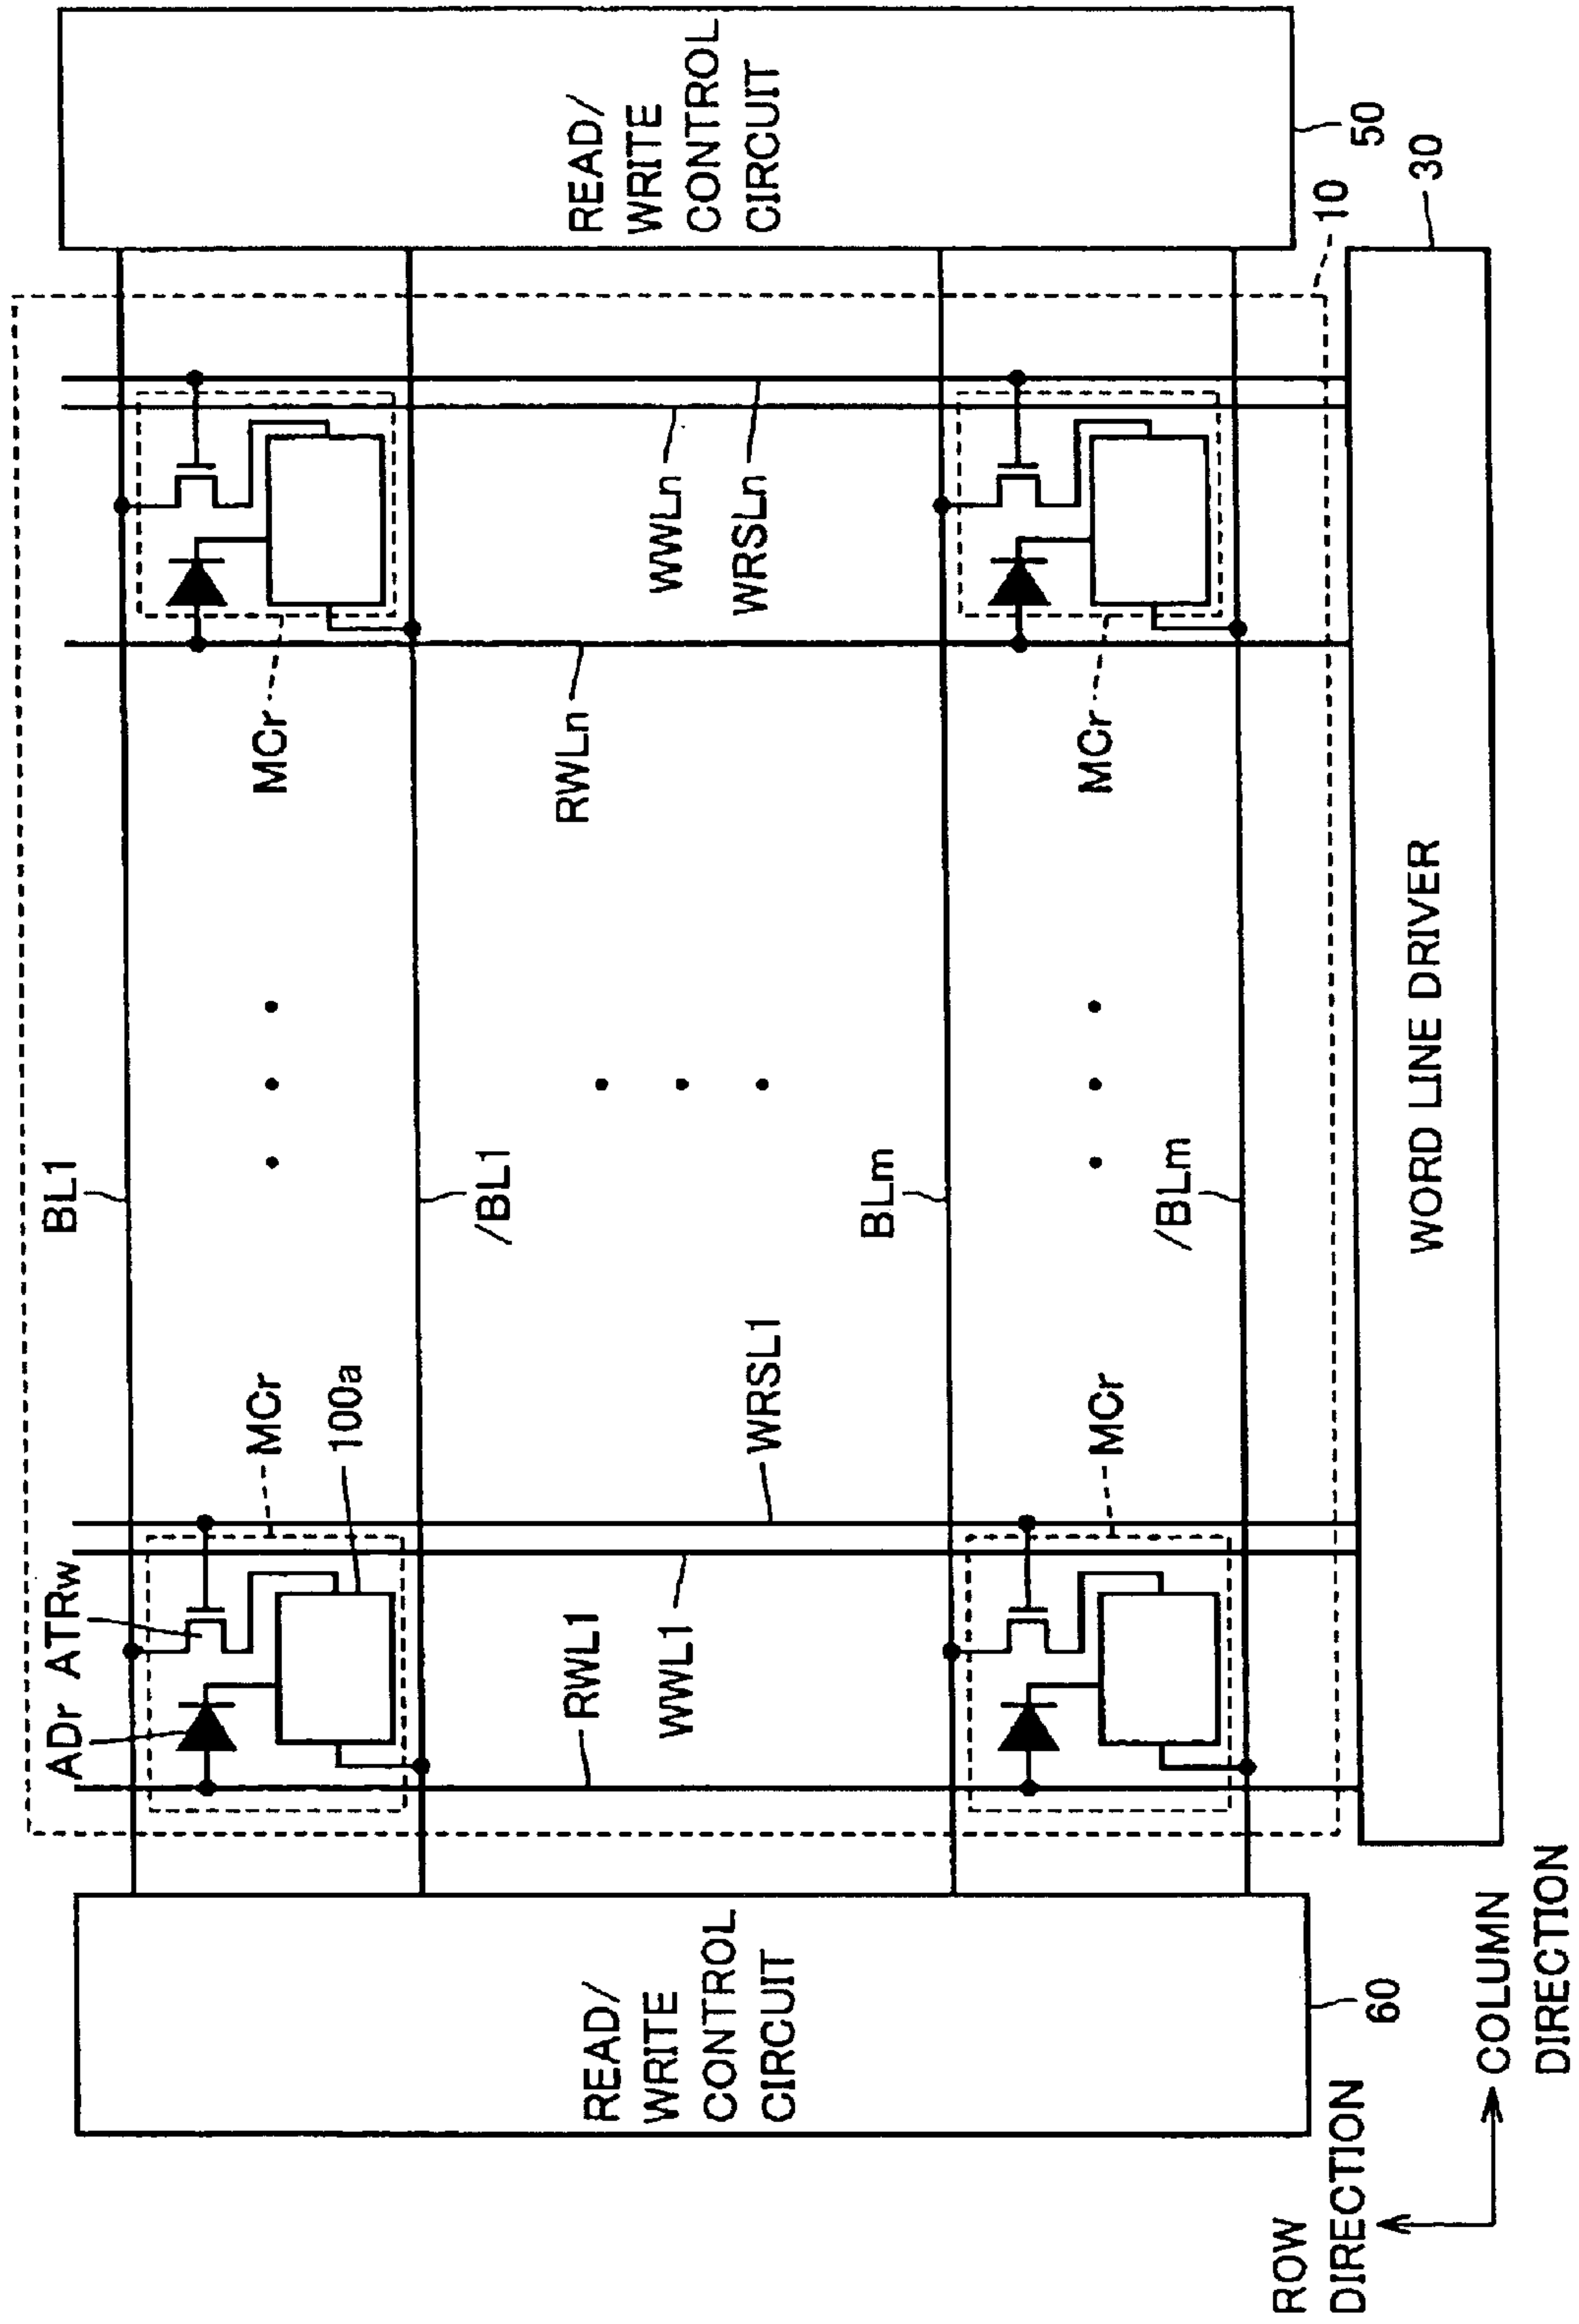 READ/
WRITE
CONTROL
CIRCUIT
50
10
30
WWLn
WRSLn
MCr
RWLn
MCr
WORD LINE DRIVER
BL1
/BL1
BLm
/BLm
MCr
100a
WRSL1
MCr
ADr ATRw
RWL1
WWL1
READ/
WRITE
CONTROL
CIRCUIT
60
ROW
DIRECTION
COLUMN
DIRECTION